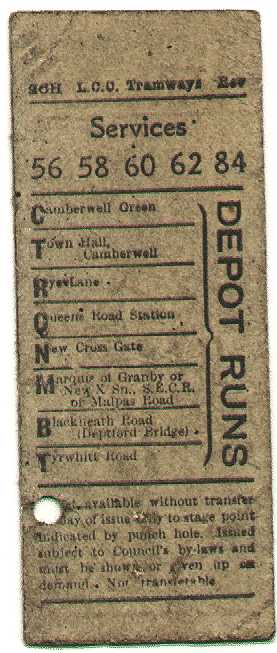 26H L.C.C. Tramways Rev
Services
56 58 60 62 84
Camberwell Green
Town Hall,
Camberwell
Rye Lane
Queens Road Station
New Cross Gate
Marquis of Granby or
New X Sn., S.E.C.R.
or Malpas Road
Blackheath Road
(Deptford Bridge)
Tyrwhitt Road
DEPOT RUNS
available without transfer
day of issue only to stage point
indicated by punch hole. Issued
subject to Council's by-laws and
must be shown or given up on
demand. Not transferable